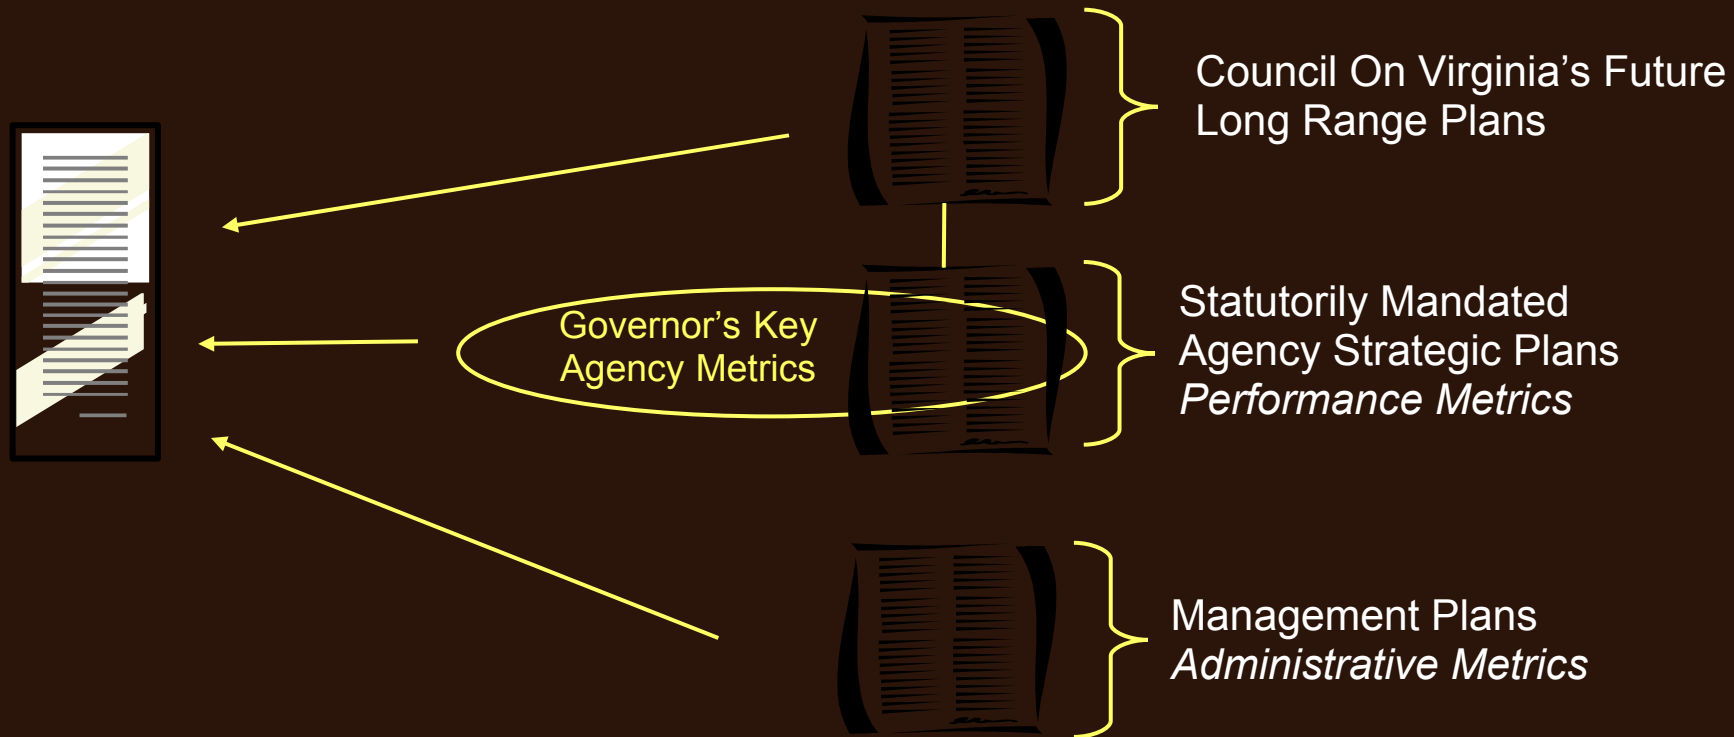 Council On Virginia’s Future
Long Range Plans
Governor’s Key
Agency Metrics
Statutorily Mandated
Agency Strategic Plans
Performance Metrics
Management Plans
Administrative Metrics